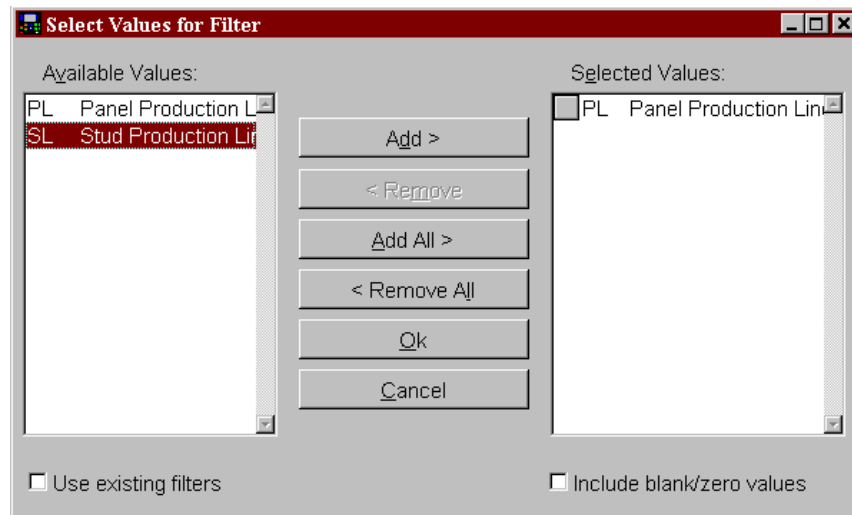 Select Values for Filter
Available Values:
PL Panel Production L
SL Stud Production Lin
Add >
< Remove
Add All >
< Remove All
Ok
Cancel
Selected Values:
PL Panel Production Line
Use existing filters
Include blank/zero values